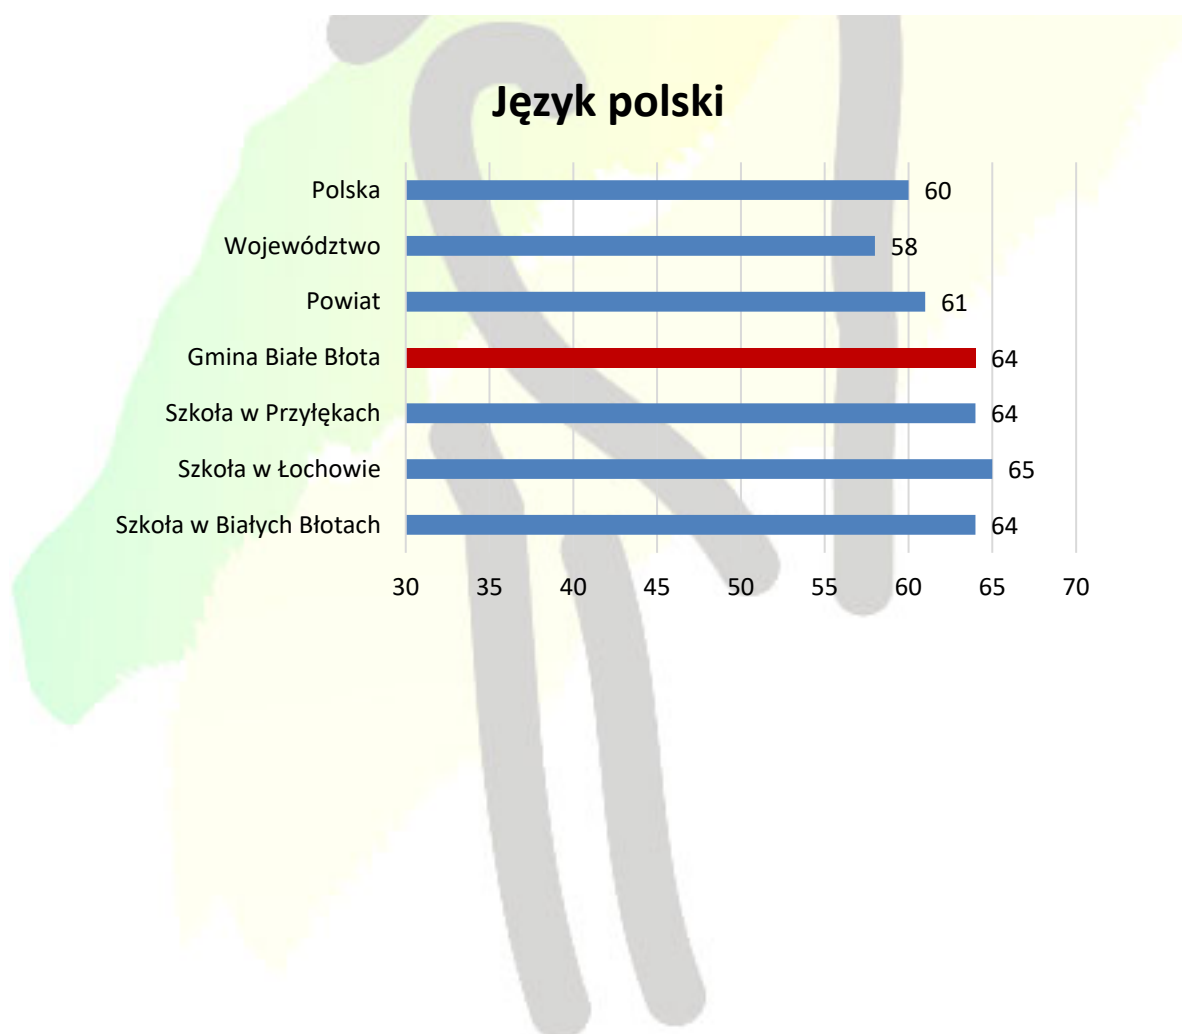 Język polski
Polska 60
Województwo 58
Powiat 61
Gmina Białe Błota 64
Szkoła w Przyłękach 64
Szkoła w Łochowie 65
Szkoła w Białych Błotach 64
30 35 40 45 50 55 60 65 70